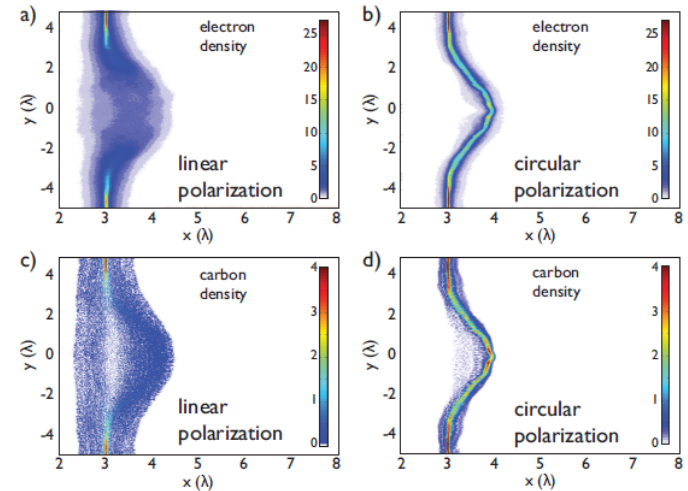 a)
electron
density
linear
polarization
4
2
0
-2
-4
y (λ)
2 3 4 5 6 7 8
x (λ)
25
20
15
10
5
0
b)
electron
density
circular
polarization
4
2
0
-2
-4
y (λ)
2 3 4 5 6 7 8
x (λ)
25
20
15
10
5
0
c)
carbon
density
linear
polarization
4
2
0
-2
-4
y (λ)
2 3 4 5 6 7 8
x (λ)
4
3
2
1
0
d)
carbon
density
circular
polarization
4
2
0
-2
-4
y (λ)
2 3 4 5 6 7 8
x (λ)
4
3
2
1
0